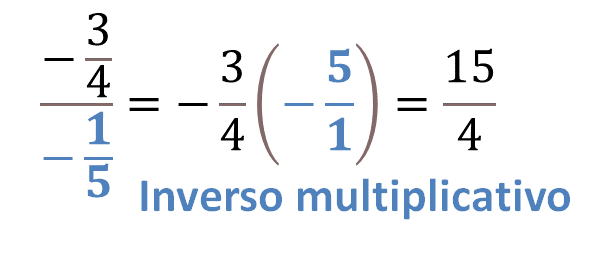 -3/4 / -1/5 = -3/4 (-5/1) = 15/4
Inverso multiplicativo